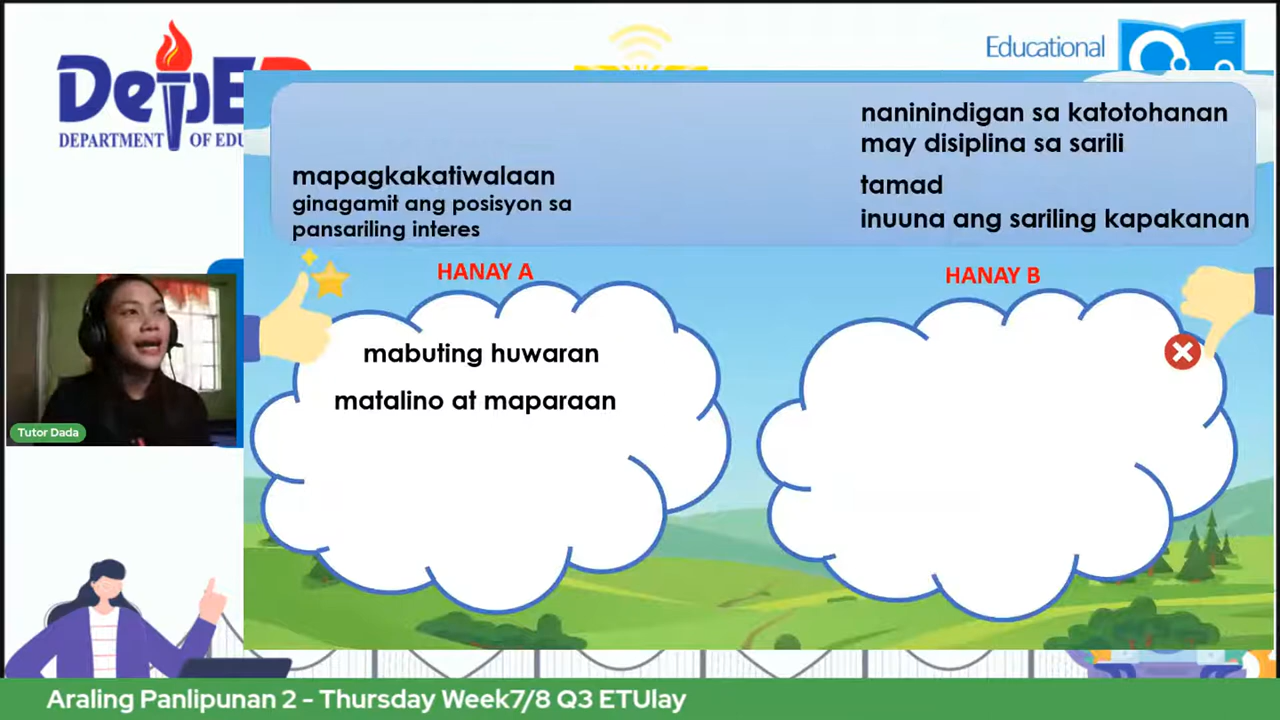 DepED
DEPARTMENT OF EDU
Educational
mapagkakatiwalaan
ginagamit ang posisyon sa
pansariling interes
naninindigan sa katotohanan
may disiplina sa sarili
tamad
inuuna ang sariling kapakanan
HANAY A
HANAY B
mabuting huwaran
matalino at maparaan
Tutor Dada
Araling Panlipunan 2 - Thursday Week7/8 Q3 ETUlay